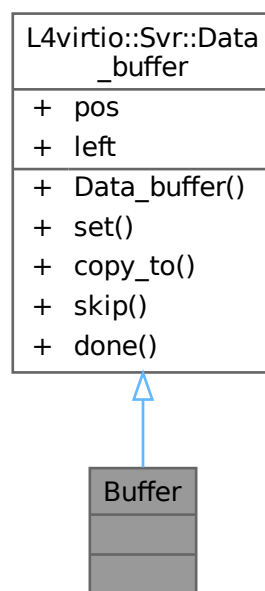 L4virtio::Svr::Data
_buffer
+ pos
+ left
+ Data_buffer()
+ set()
+ copy_to()
+ skip()
+ done()
Buffer